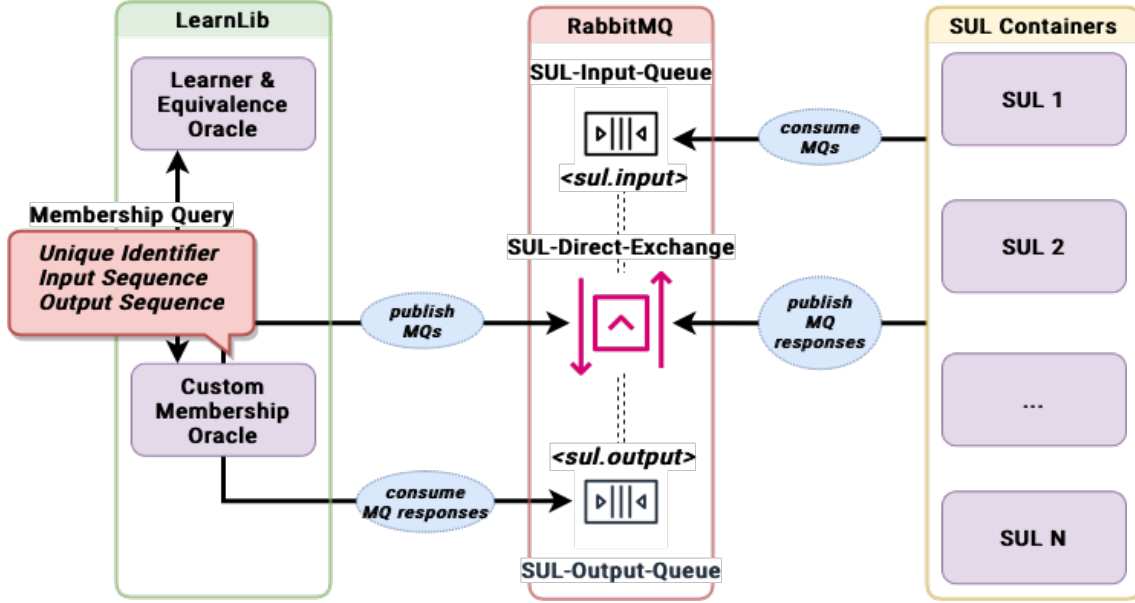 LearnLib
Learner &
Equivalence
Oracle
Membership Query
Unique Identifier
Input Sequence
Output Sequence
Custom
Membership
Oracle
publish
MQs
consume
MQ responses
RabbitMQ
SUL-Input-Queue
<sul.input>
SUL-Direct-Exchange
<sul.output>
SUL-Output-Queue
consume
MQs
publish
MQ
responses
SUL Containers
SUL 1
SUL 2
...
SUL N